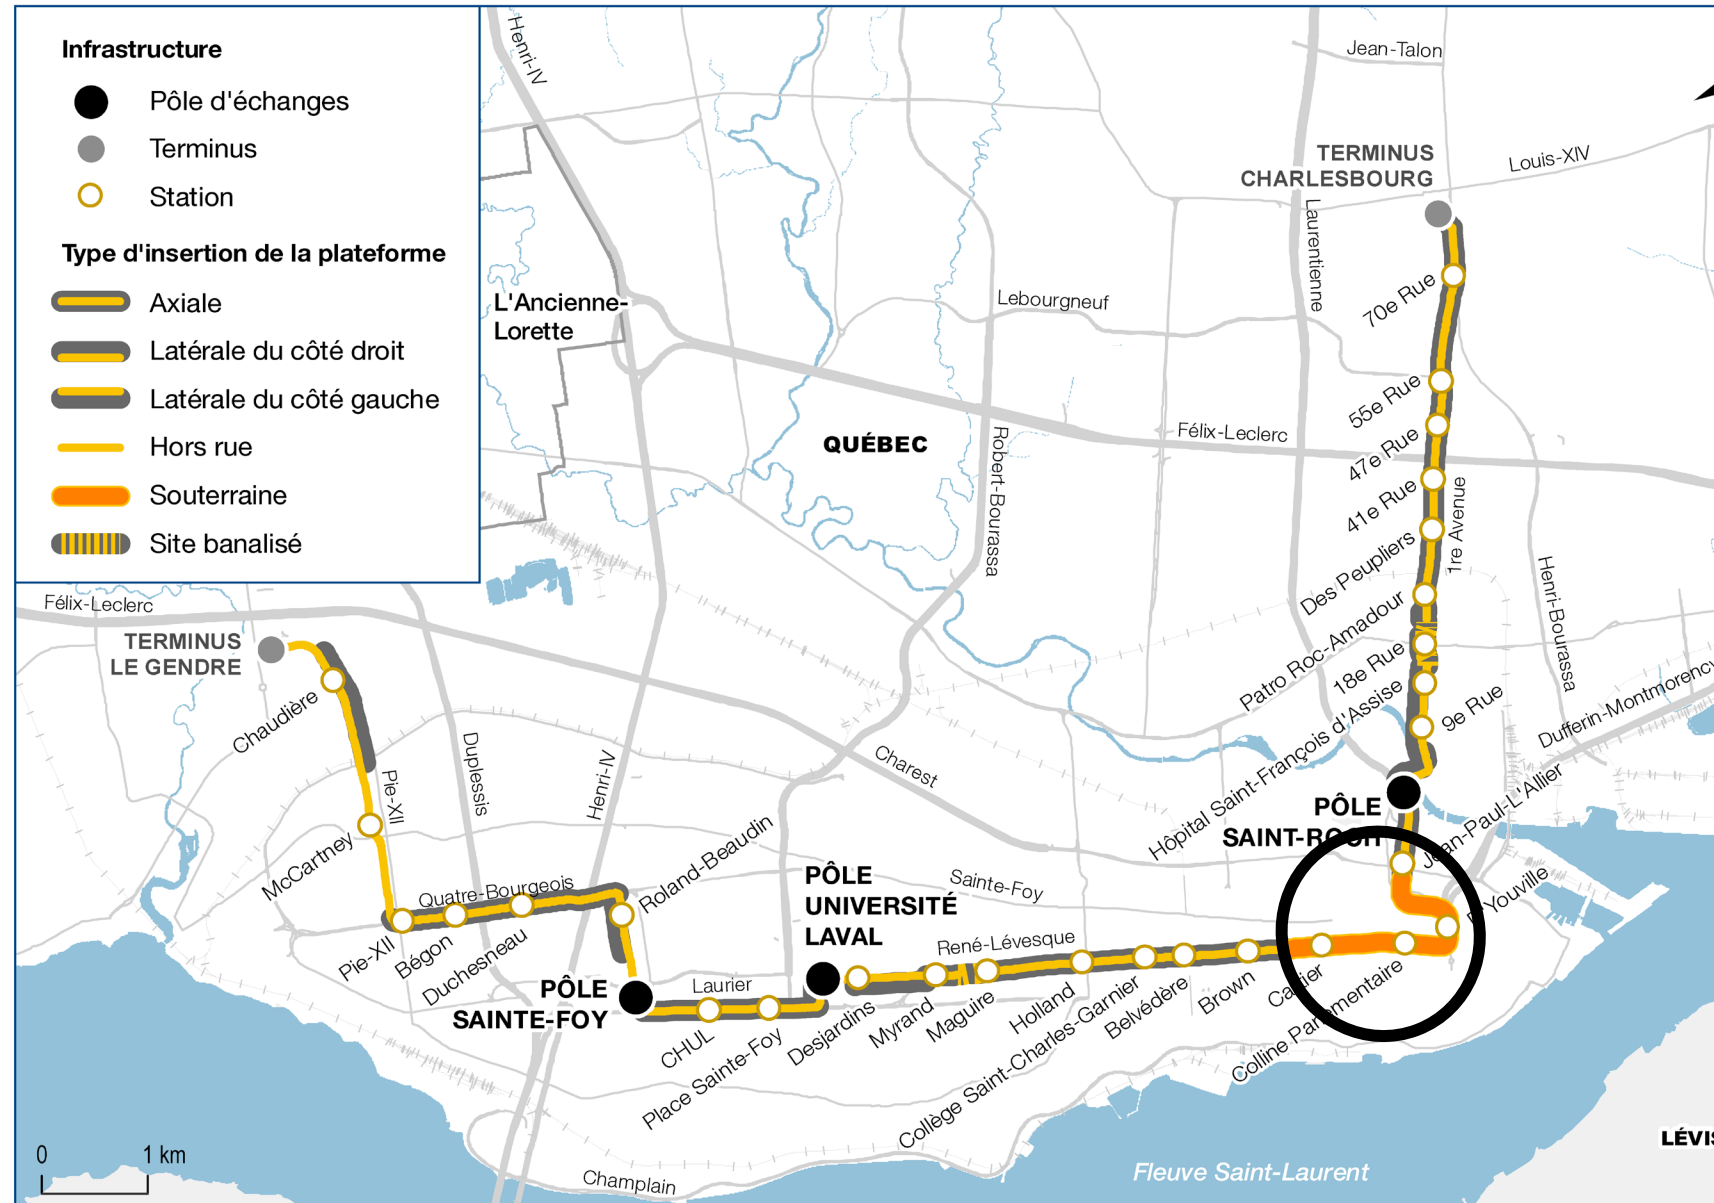 Infrastructure
Pôle d'échanges
Terminus
Station
Type d'insertion de la plateforme
Axiale
Latérale du côté droit
Latérale du côté gauche
Hors rue
Souterraine
Site banalisé
Henri-IV
Jean-Talon
Louis-XIV
TERMINUS
CHARLESBOURG
Laurentienne
L'Ancienne-
Lorette
Lebourgneuf
70e Rue
55e Rue
47e Rue
41e Rue
Des Peupliers
Patro Roc-Amadour
18e Rue
Hôpital Saint-François d'Assise
9e Rue
1re Avenue
QUÉBEC
Félix-Leclerc
Robert-Bourassa
Henri-Bourassa
Dufferin-Montmorency
Félix-Leclerc
TERMINUS
LE GENDRE
Chaudière
Pie-XII
Duplessis
Henri-IV
Charest
McCartney
PÔLE
SAINT-ROCH
Jean-Paul-L'Allier
D'Youville
Quatre-Bourgeois
Roland-Beaudin
PÔLE
UNIVERSITÉ
LAVAL
Sainte-Foy
René-Lévesque
Pie-XII
Bégon
Duchesneau
PÔLE
SAINTE-FOY
Laurier
CHUL
Place Sainte-Foy
Desjardins
Myrand
Maguire
Holland
Collège Saint-Charles-Garnier
Belvédère
Brown
Cartier
Colline Parlementaire
0 1 km
Champlain
Fleuve Saint-Laurent
LÉVIS